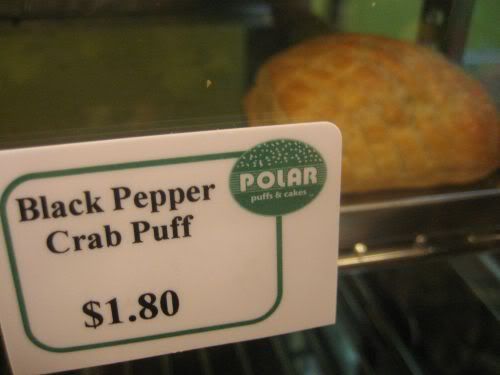 POLAR
puffs & cakes
Black Pepper
Crab Puff
$1.80